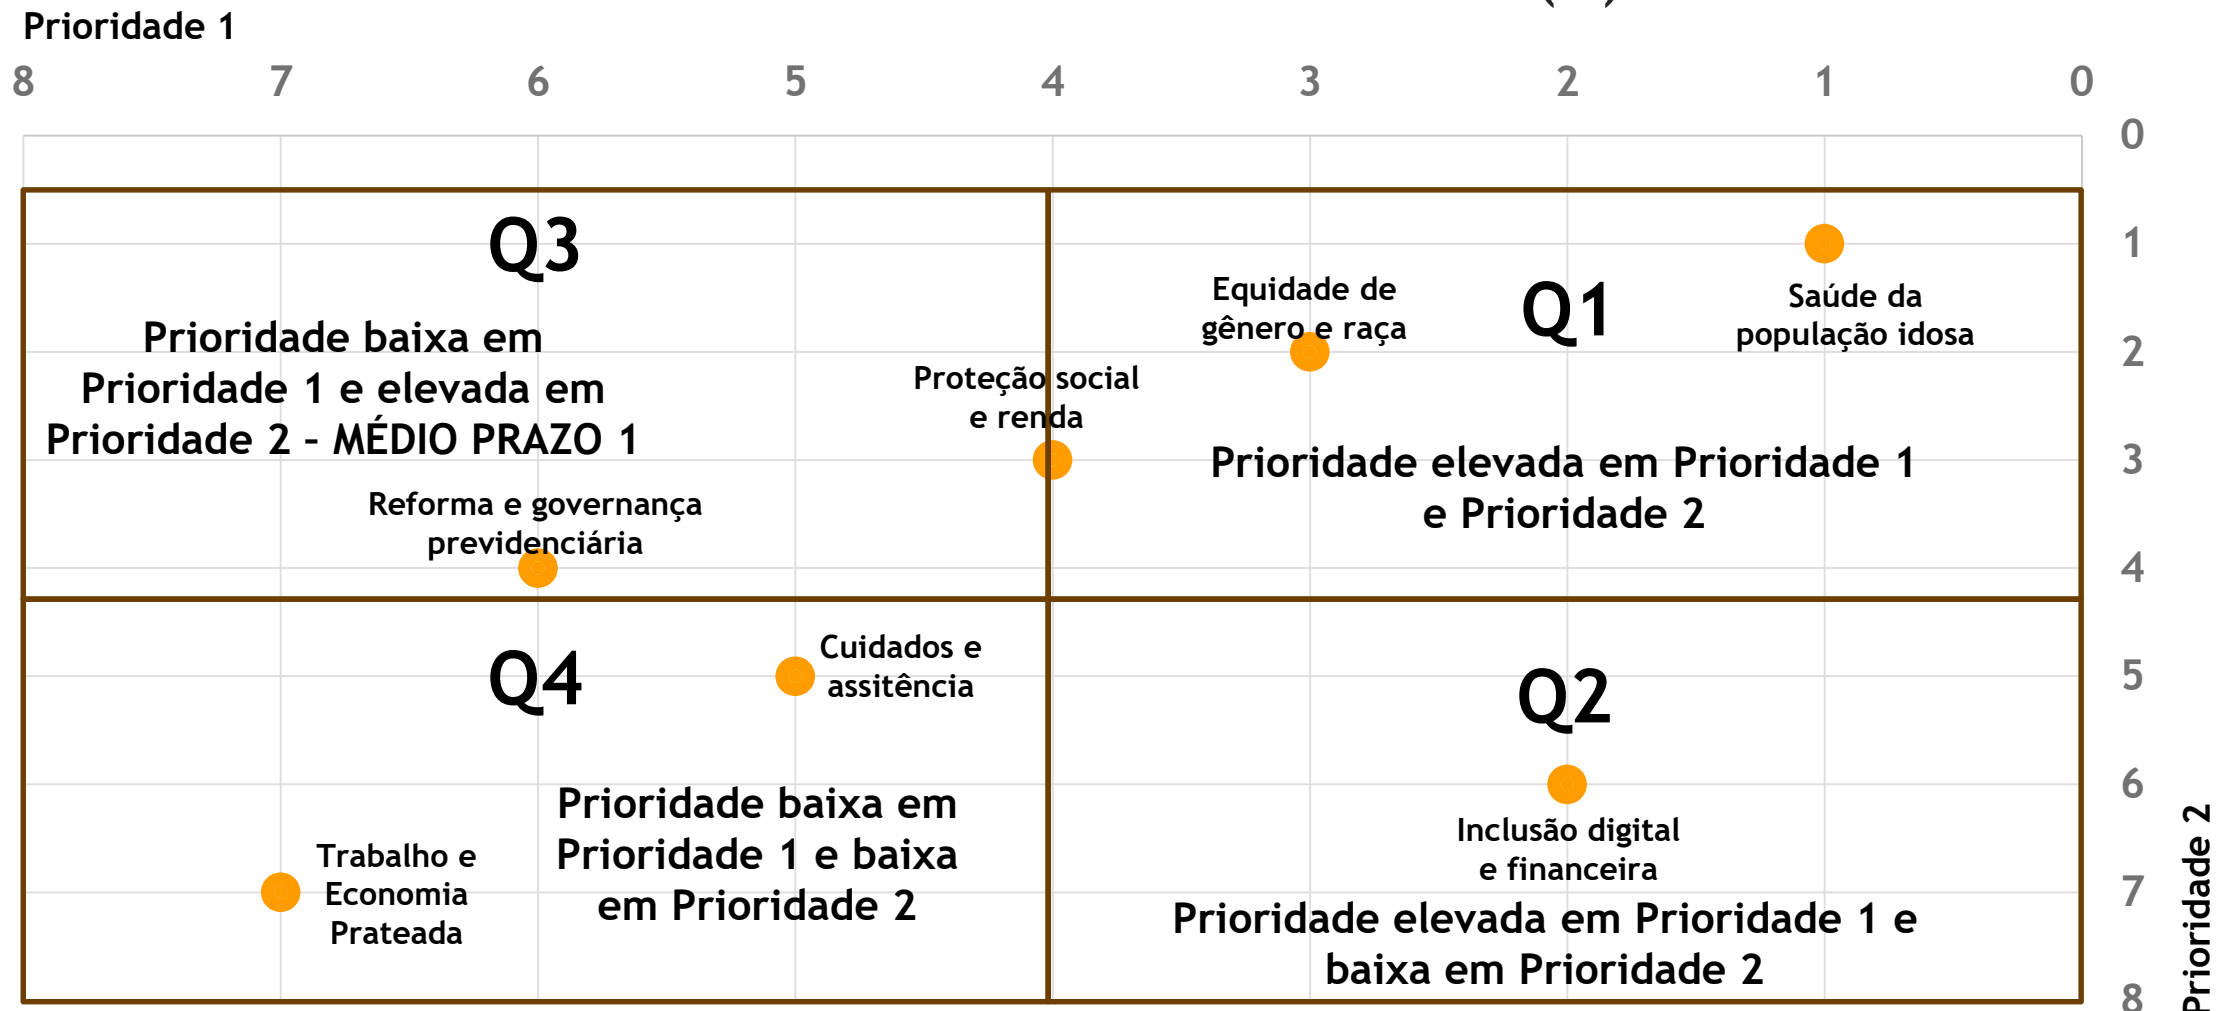 Prioridade 1
8 7 6 5 4 3 2 1 0
0
1
2
3
4
5
6
7
8
Prioridade 2
Q3
Prioridade baixa em
Prioridade 1 e elevada em
Prioridade 2 – MÉDIO PRAZO 1
Reforma e governança
previdenciária
Proteção social
e renda
Equidade de
gênero e raça
Q1
Saúde da
população idosa
Prioridade elevada em Prioridade 1
e Prioridade 2
Q4
Cuidados e
assitência
Prioridade baixa em
Prioridade 1 e baixa
em Prioridade 2
Trabalho e
Economia
Prateada
Q2
Inclusão digital
e financeira
Prioridade elevada em Prioridade 1 e
baixa em Prioridade 2